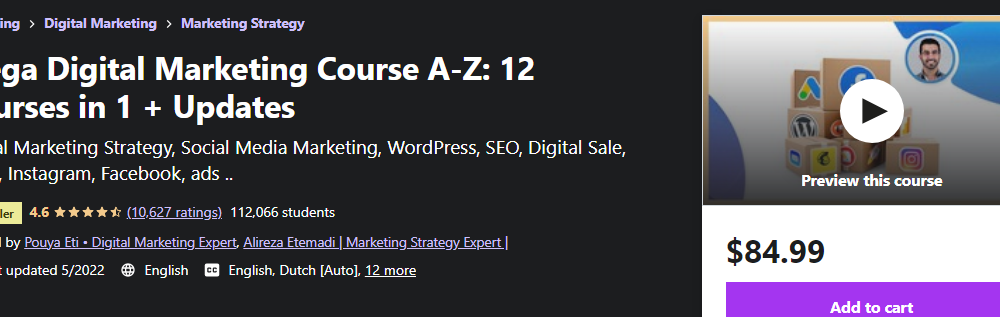 ing > Digital Marketing > Marketing Strategy
ga Digital Marketing Course A-Z: 12
urses in 1 + Updates
al Marketing Strategy, Social Media Marketing, WordPress, SEO, Digital Sale,
, Instagram, Facebook, ads ..
ler 4.6 (10,627 ratings) 112,066 students
d by Pouya Eti • Digital Marketing Expert, Alireza Etemadi | Marketing Strategy Expert |
t updated 5/2022 English CC English, Dutch [Auto], 12 more
Preview this course
$84.99
Add to cart